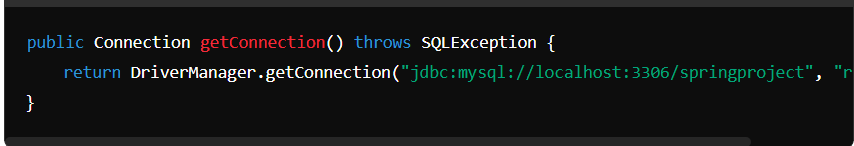 public Connection getConnection() throws SQLException {
return DriverManager.getConnection("jdbc:mysql://localhost:3306/springproject", "r
}